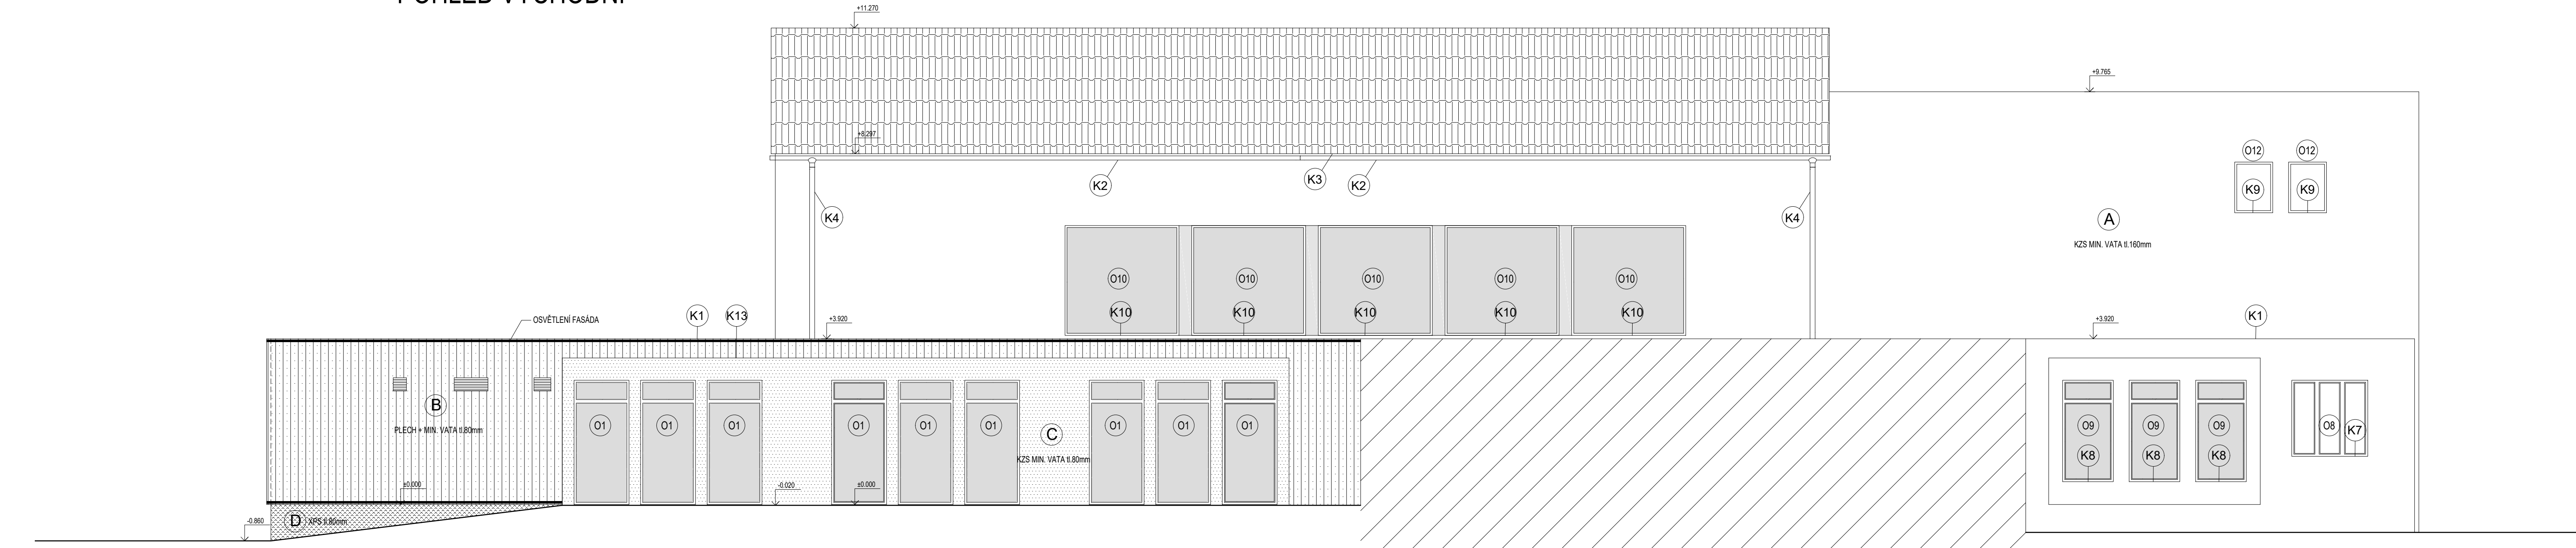 POHLED VÝCHODNÍ
+11.270
+9.765
+8.297
O12
O12
K2
K3
K2
K9
K9
K4
K4
A
KZS MIN. VATA tl.160mm
O10
O10
O10
O10
O10
K10
K10
K10
K10
K10
OSVĚTLENÍ FASÁDA
K1
K13
+3.920
+3.920
K1
B
PLECH + MIN. VATA tl.80mm
O1
O1
O1
O1
O1
O1
C
KZS MIN. VATA tl.80mm
O1
O1
O1
O9
O9
O9
O8
K7
K8
K8
K8
±0.000
-0.020
±0.000
-0.860
D
XPS tl.80mm